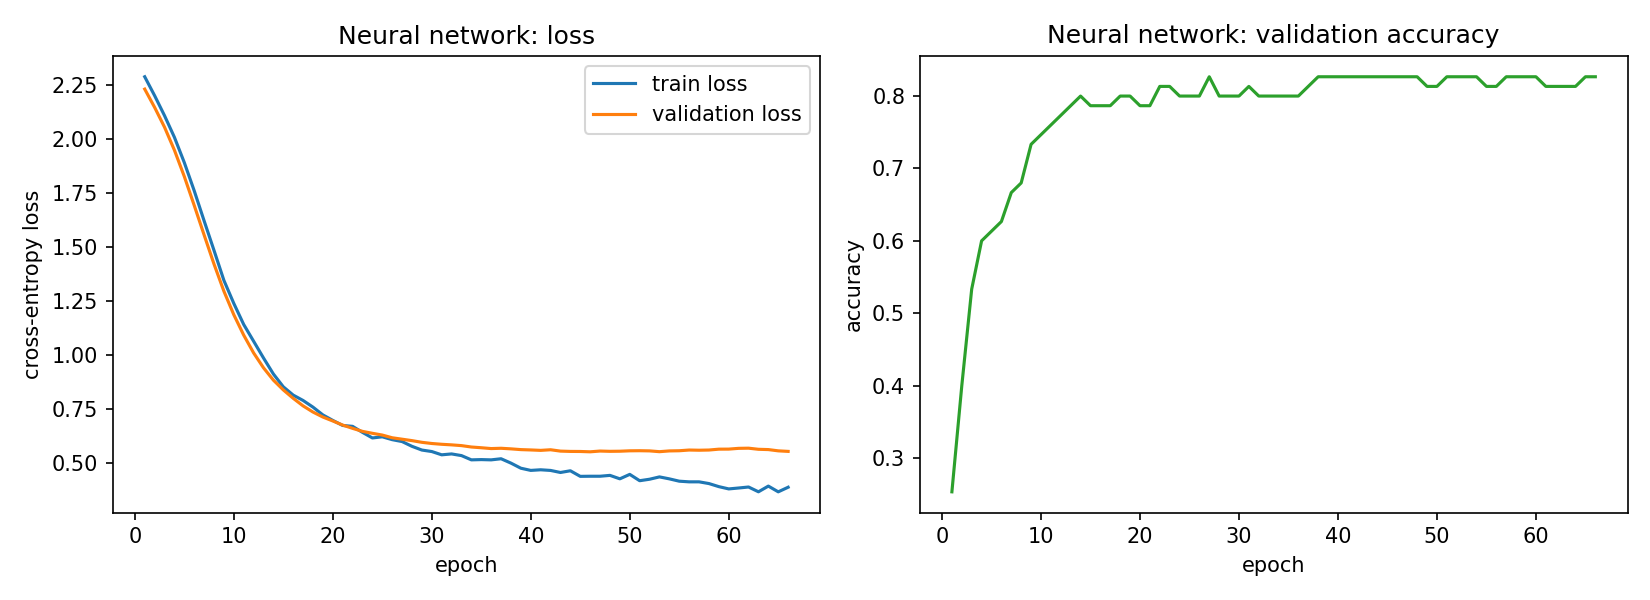 Neural network: loss
train loss
validation loss
2.25
2.00
1.75
1.50
1.25
1.00
0.75
0.50
cross-entropy loss
0 10 20 30 40 50 60
epoch
Neural network: validation accuracy
0.8
0.7
0.6
0.5
0.4
0.3
accuracy
0 10 20 30 40 50 60
epoch